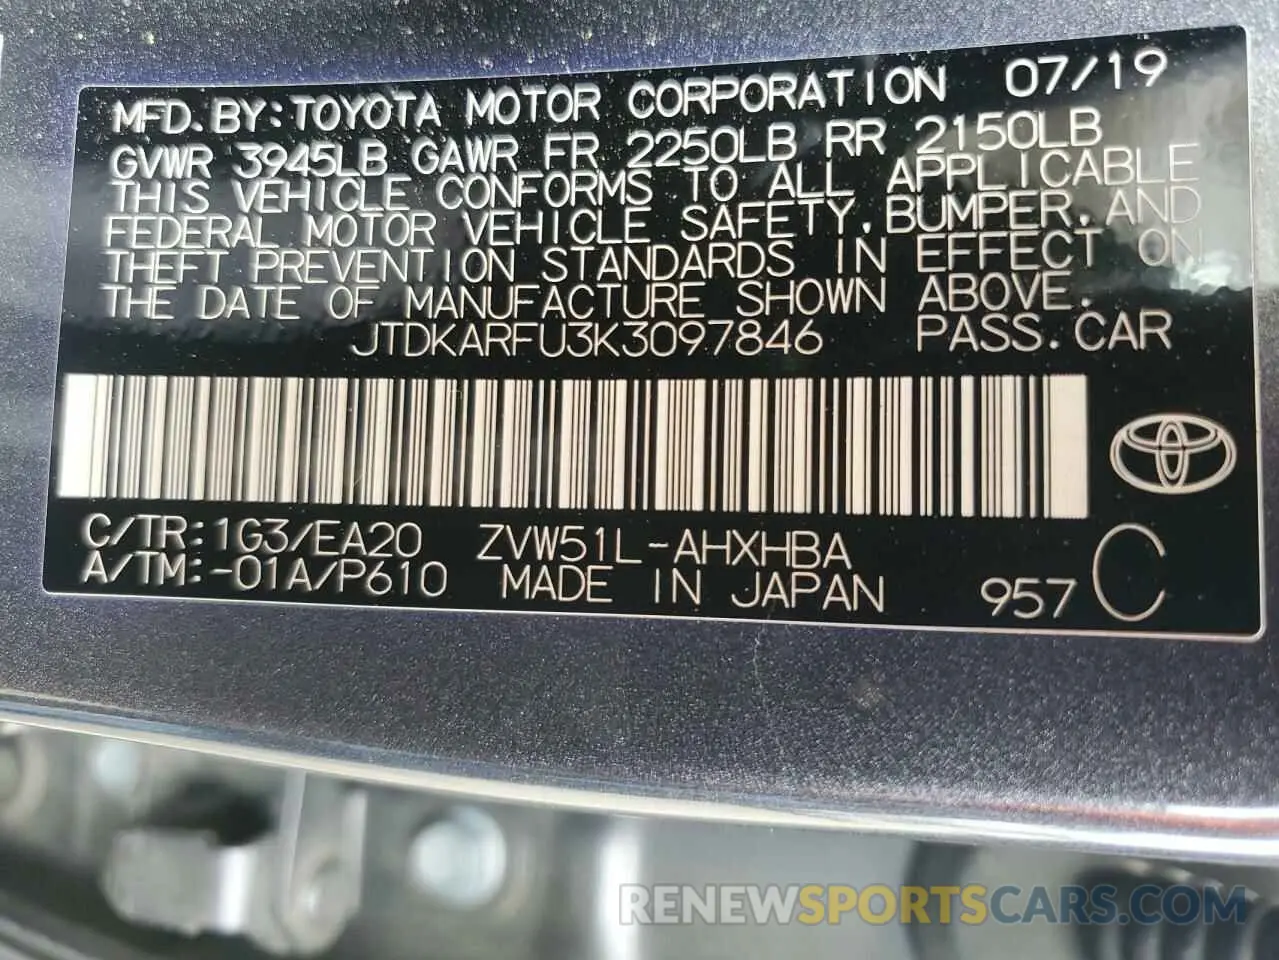 MFD. BY: TOYOTA MOTOR CORPORATION 07/19
GVWR 3945LB GAWR FR 2250LB RR 2150LB
THIS VEHICLE CONFORMS TO ALL APPLICABLE
FEDERAL MOTOR VEHICLE SAFETY, BUMPER, AND
THEFT PREVENTION STANDARDS IN EFFECT ON
THE DATE OF MANUFACTURE SHOWN ABOVE.
JTDKARFU3K3097846 PASS. CAR
C/TR: 1G3/EA20 ZVW51L-AHXHBA C
A/TM: -01A/P610 MADE IN JAPAN 957
RENEWSPORTSCARS.COM